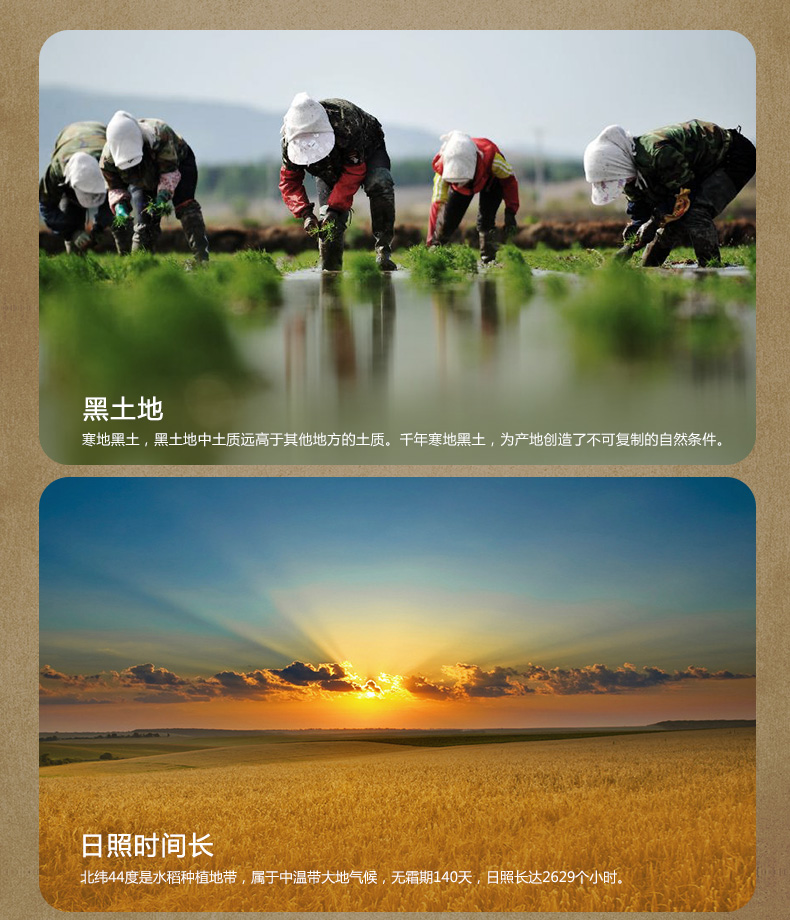 黑土地
寒地黑土，黑土地中土质远高于其他地方的土质。千年寒地黑土，为产地创造了不可复制的自然条件。
日照时间长
北纬44度是水稻种植地带，属于中温带大地气候，无霜期140天，日照长达2629个小时。